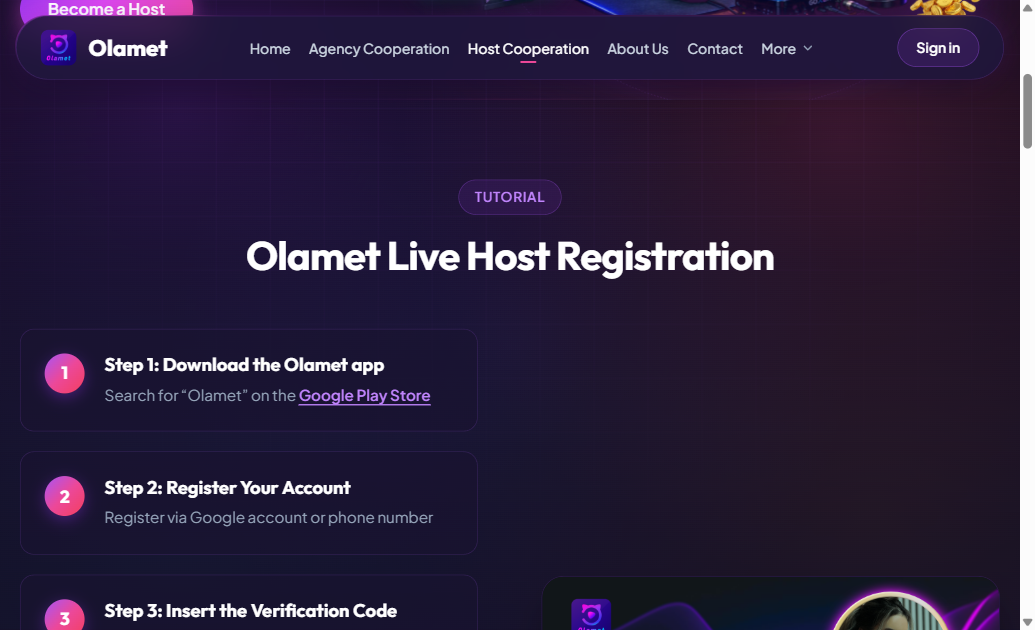 Become a Host
Olamet
Olamet
Home
Agency Cooperation
Host Cooperation
About Us
Contact
More
Sign in
TUTORIAL
Olamet Live Host Registration
1
Step 1: Download the Olamet app
Search for “Olamet” on the Google Play Store
2
Step 2: Register Your Account
Register via Google account or phone number
3
Step 3: Insert the Verification Code